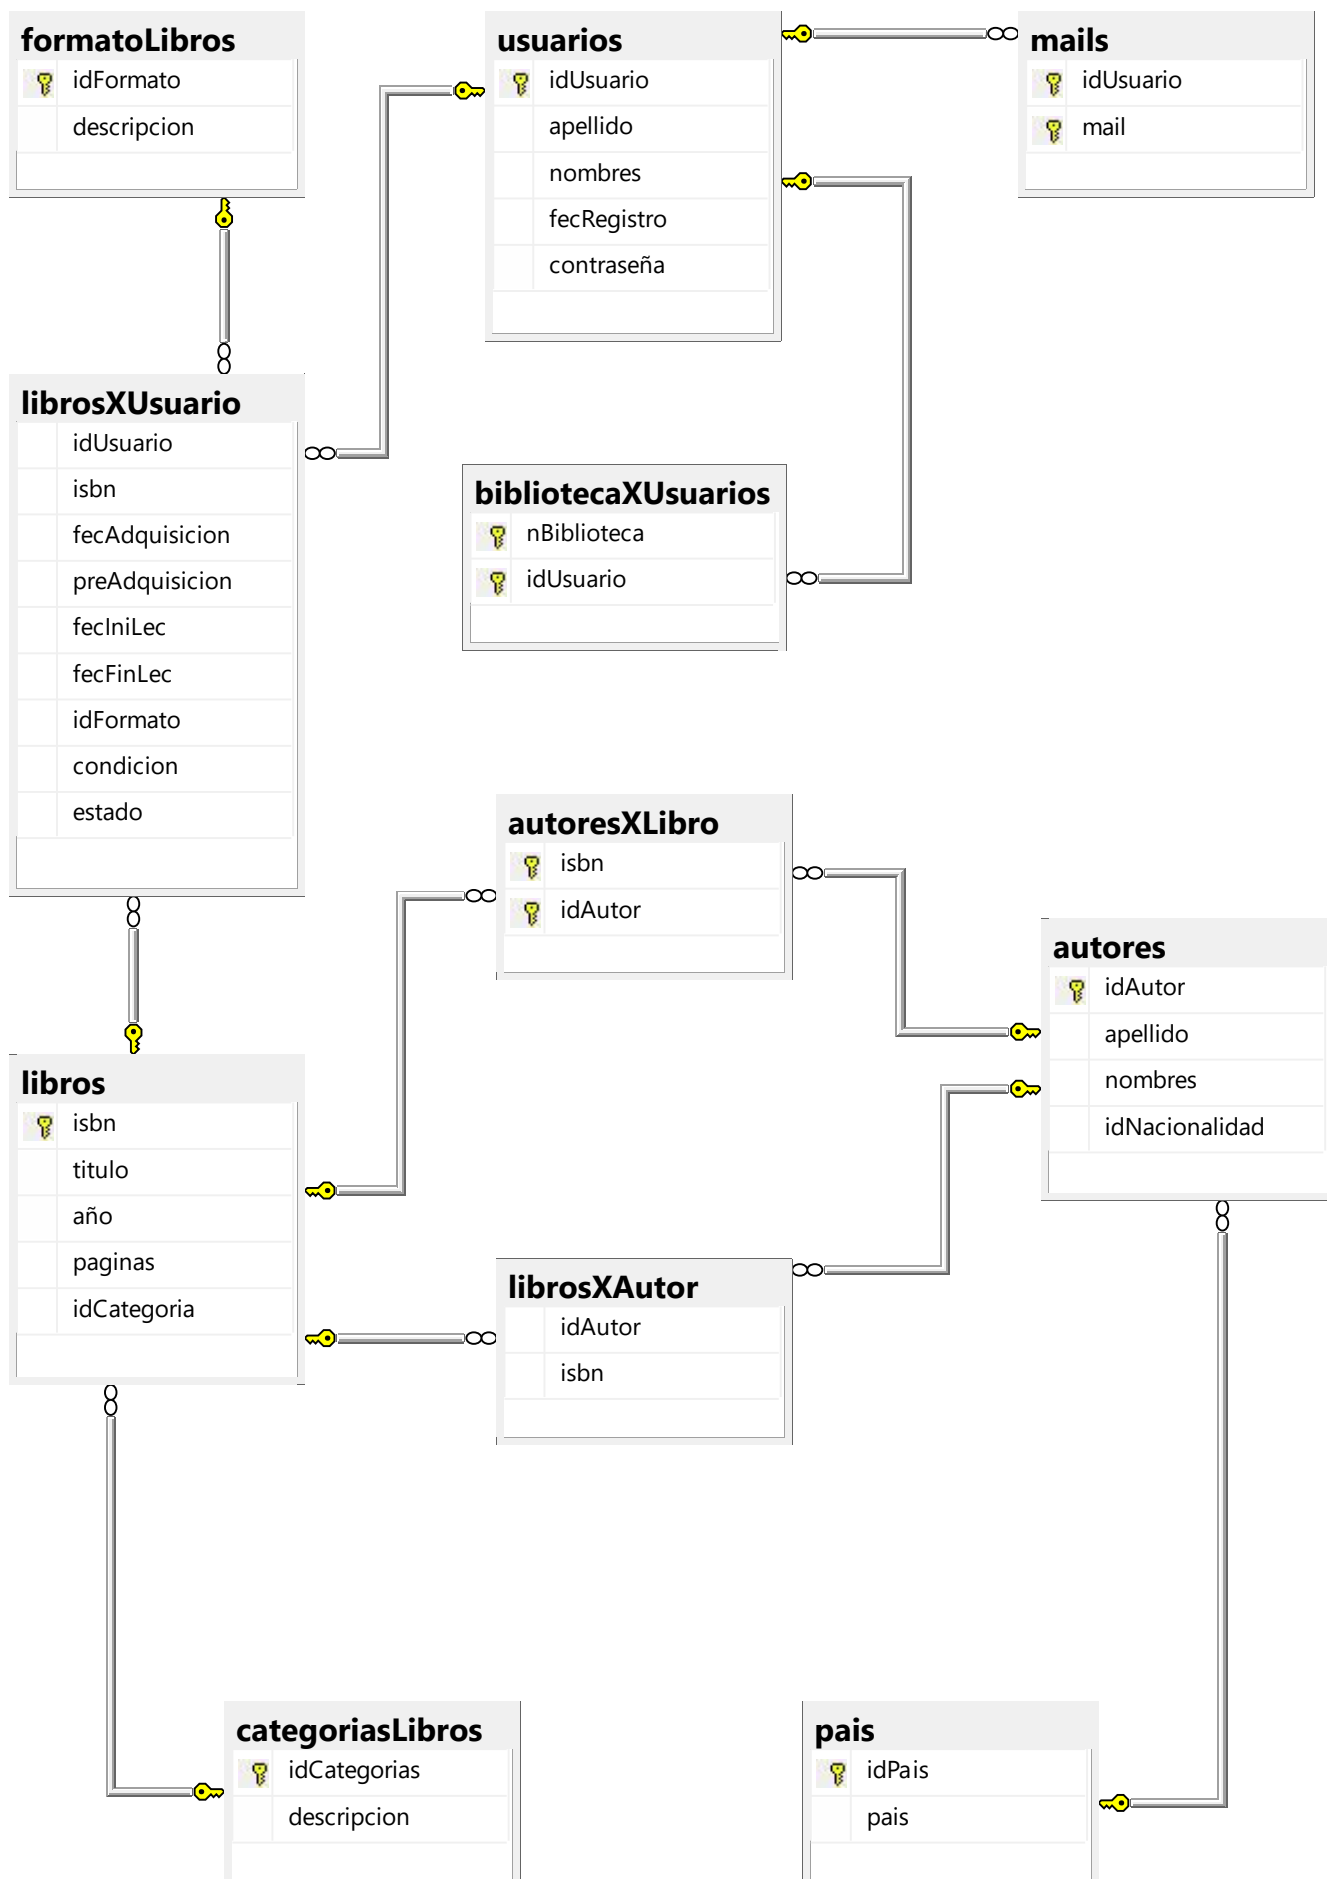 formatoLibros
idFormato
descripcion
usuarios
idUsuario
apellido
nombres
fecRegistro
contraseña
mails
idUsuario
mail
librosXUsuario
idUsuario
isbn
fecAdquisicion
preAdquisicion
fecIniLec
fecFinLec
idFormato
condicion
estado
bibliotecaXUsuarios
nBiblioteca
idUsuario
autoresXLibro
isbn
idAutor
autores
idAutor
apellido
nombres
idNacionalidad
libros
isbn
titulo
año
paginas
idCategoria
librosXAutor
idAutor
isbn
categoriasLibros
idCategorias
descripcion
pais
idPais
pais